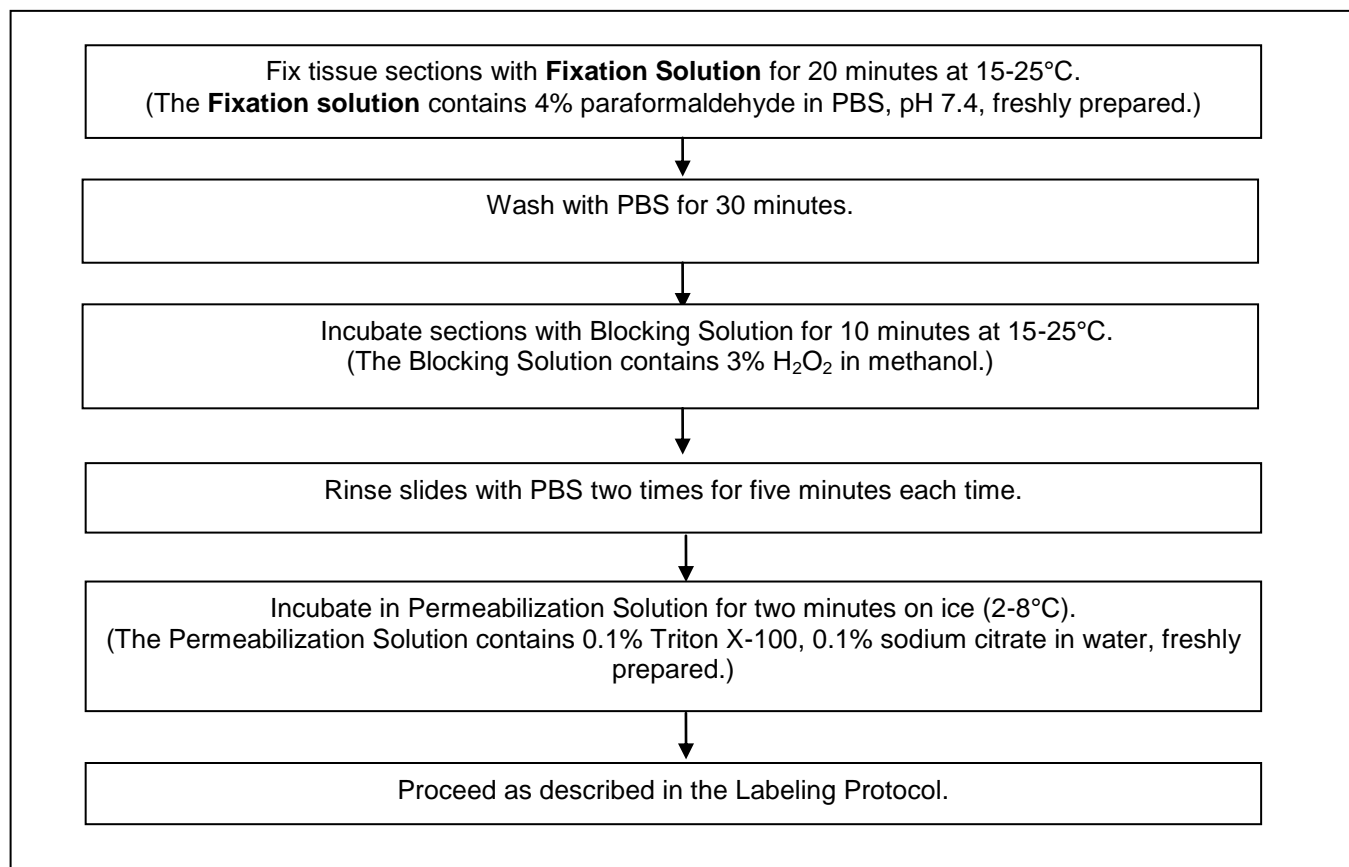 Fix tissue sections with Fixation Solution for 20 minutes at 15-25°C.
(The Fixation solution contains 4% paraformaldehyde in PBS, pH 7.4, freshly prepared.)
Wash with PBS for 30 minutes.
Incubate sections with Blocking Solution for 10 minutes at 15-25°C.
(The Blocking Solution contains 3% H₂O₂ in methanol.)
Rinse slides with PBS two times for five minutes each time.
Incubate in Permeabilization Solution for two minutes on ice (2-8°C).
(The Permeabilization Solution contains 0.1% Triton X-100, 0.1% sodium citrate in water, freshly
prepared.)
Proceed as described in the Labeling Protocol.